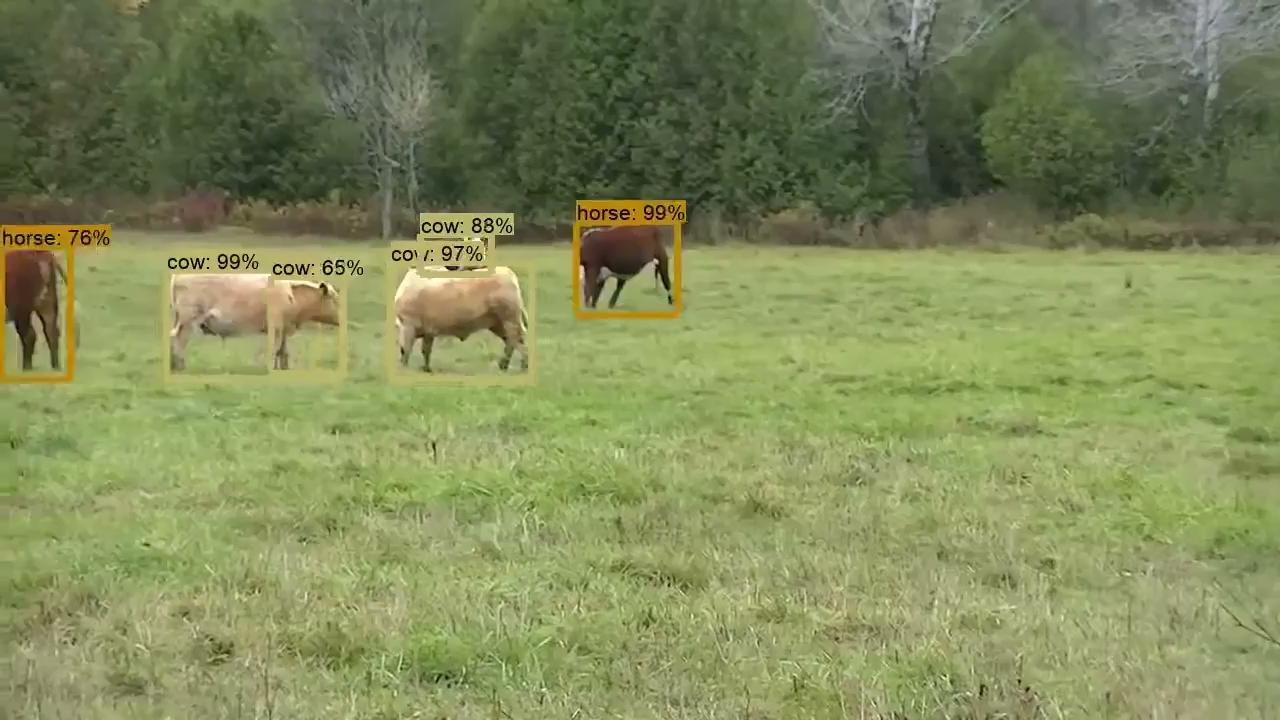 horse: 76%
cow: 99%
cow: 65%
cow: 88%
cow: 97%
horse: 99%